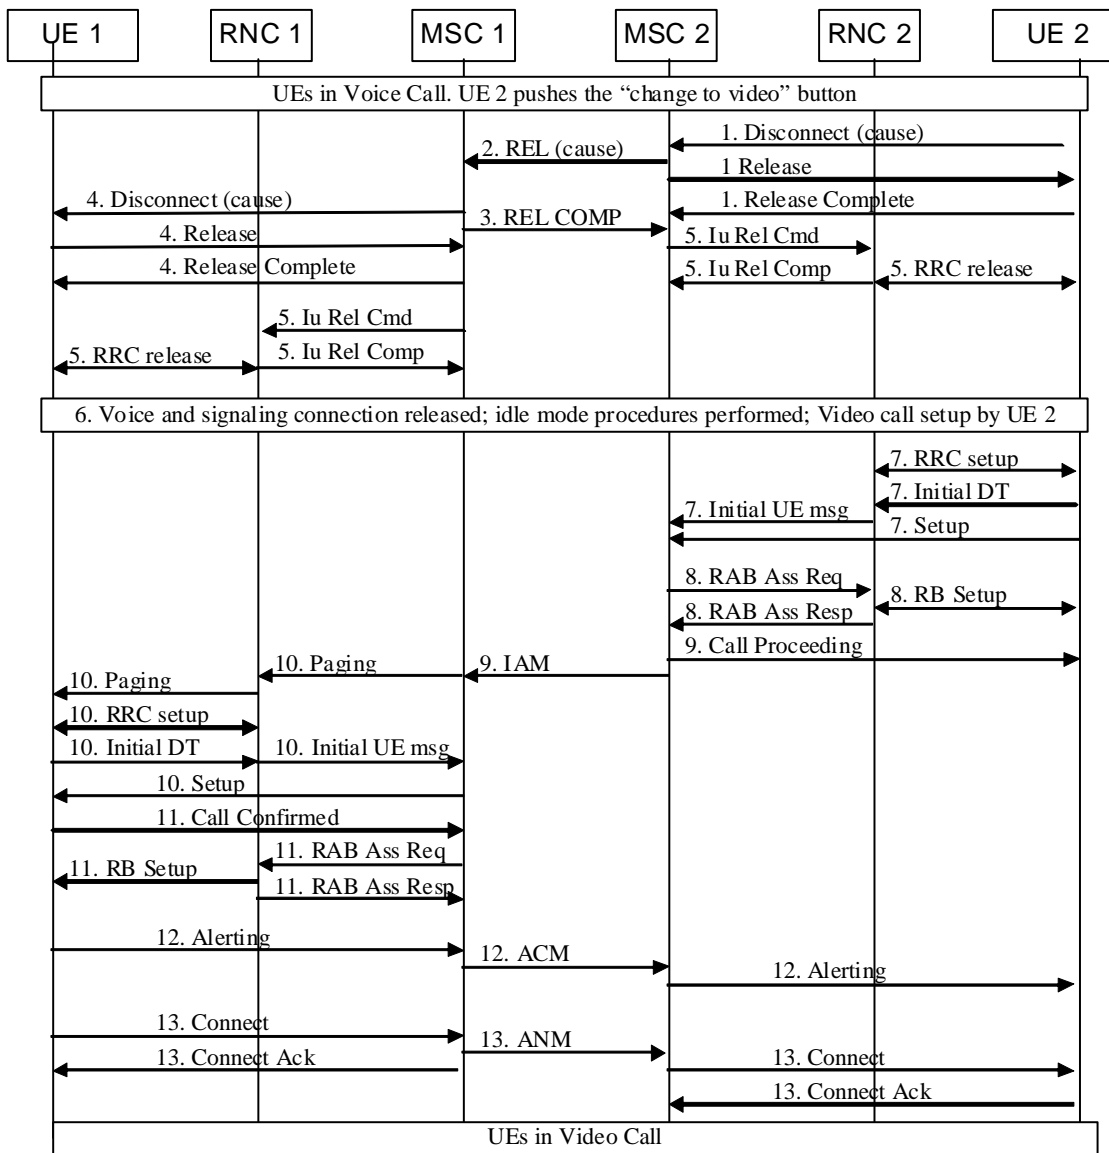 UE 1
RNC 1
MSC 1
MSC 2
RNC 2
UE 2
UEs in Voice Call. UE 2 pushes the “change to video” button
1. Disconnect (cause)
2. REL (cause)
1 Release
4. Disconnect (cause)
1. Release Complete
3. REL COMP
4. Release
5. Iu Rel Cmd
4. Release Complete
5. Iu Rel Comp
5. RRC release
5. Iu Rel Cmd
5. RRC release
5. Iu Rel Comp
6. Voice and signaling connection released; idle mode procedures performed; Video call setup by UE 2
7. RRC setup
7. Initial DT
7. Initial UE msg
7. Setup
8. RAB Ass Req
8. RB Setup
8. RAB Ass Resp
9. Call Proceeding
10. Paging
9. IAM
10. Paging
10. RRC setup
10. Initial DT
10. Initial UE msg
10. Setup
11. Call Confirmed
11. RAB Ass Req
11. RB Setup
11. RAB Ass Resp
12. Alerting
12. ACM
12. Alerting
13. Connect
13. ANM
13. Connect Ack
13. Connect
13. Connect Ack
UEs in Video Call